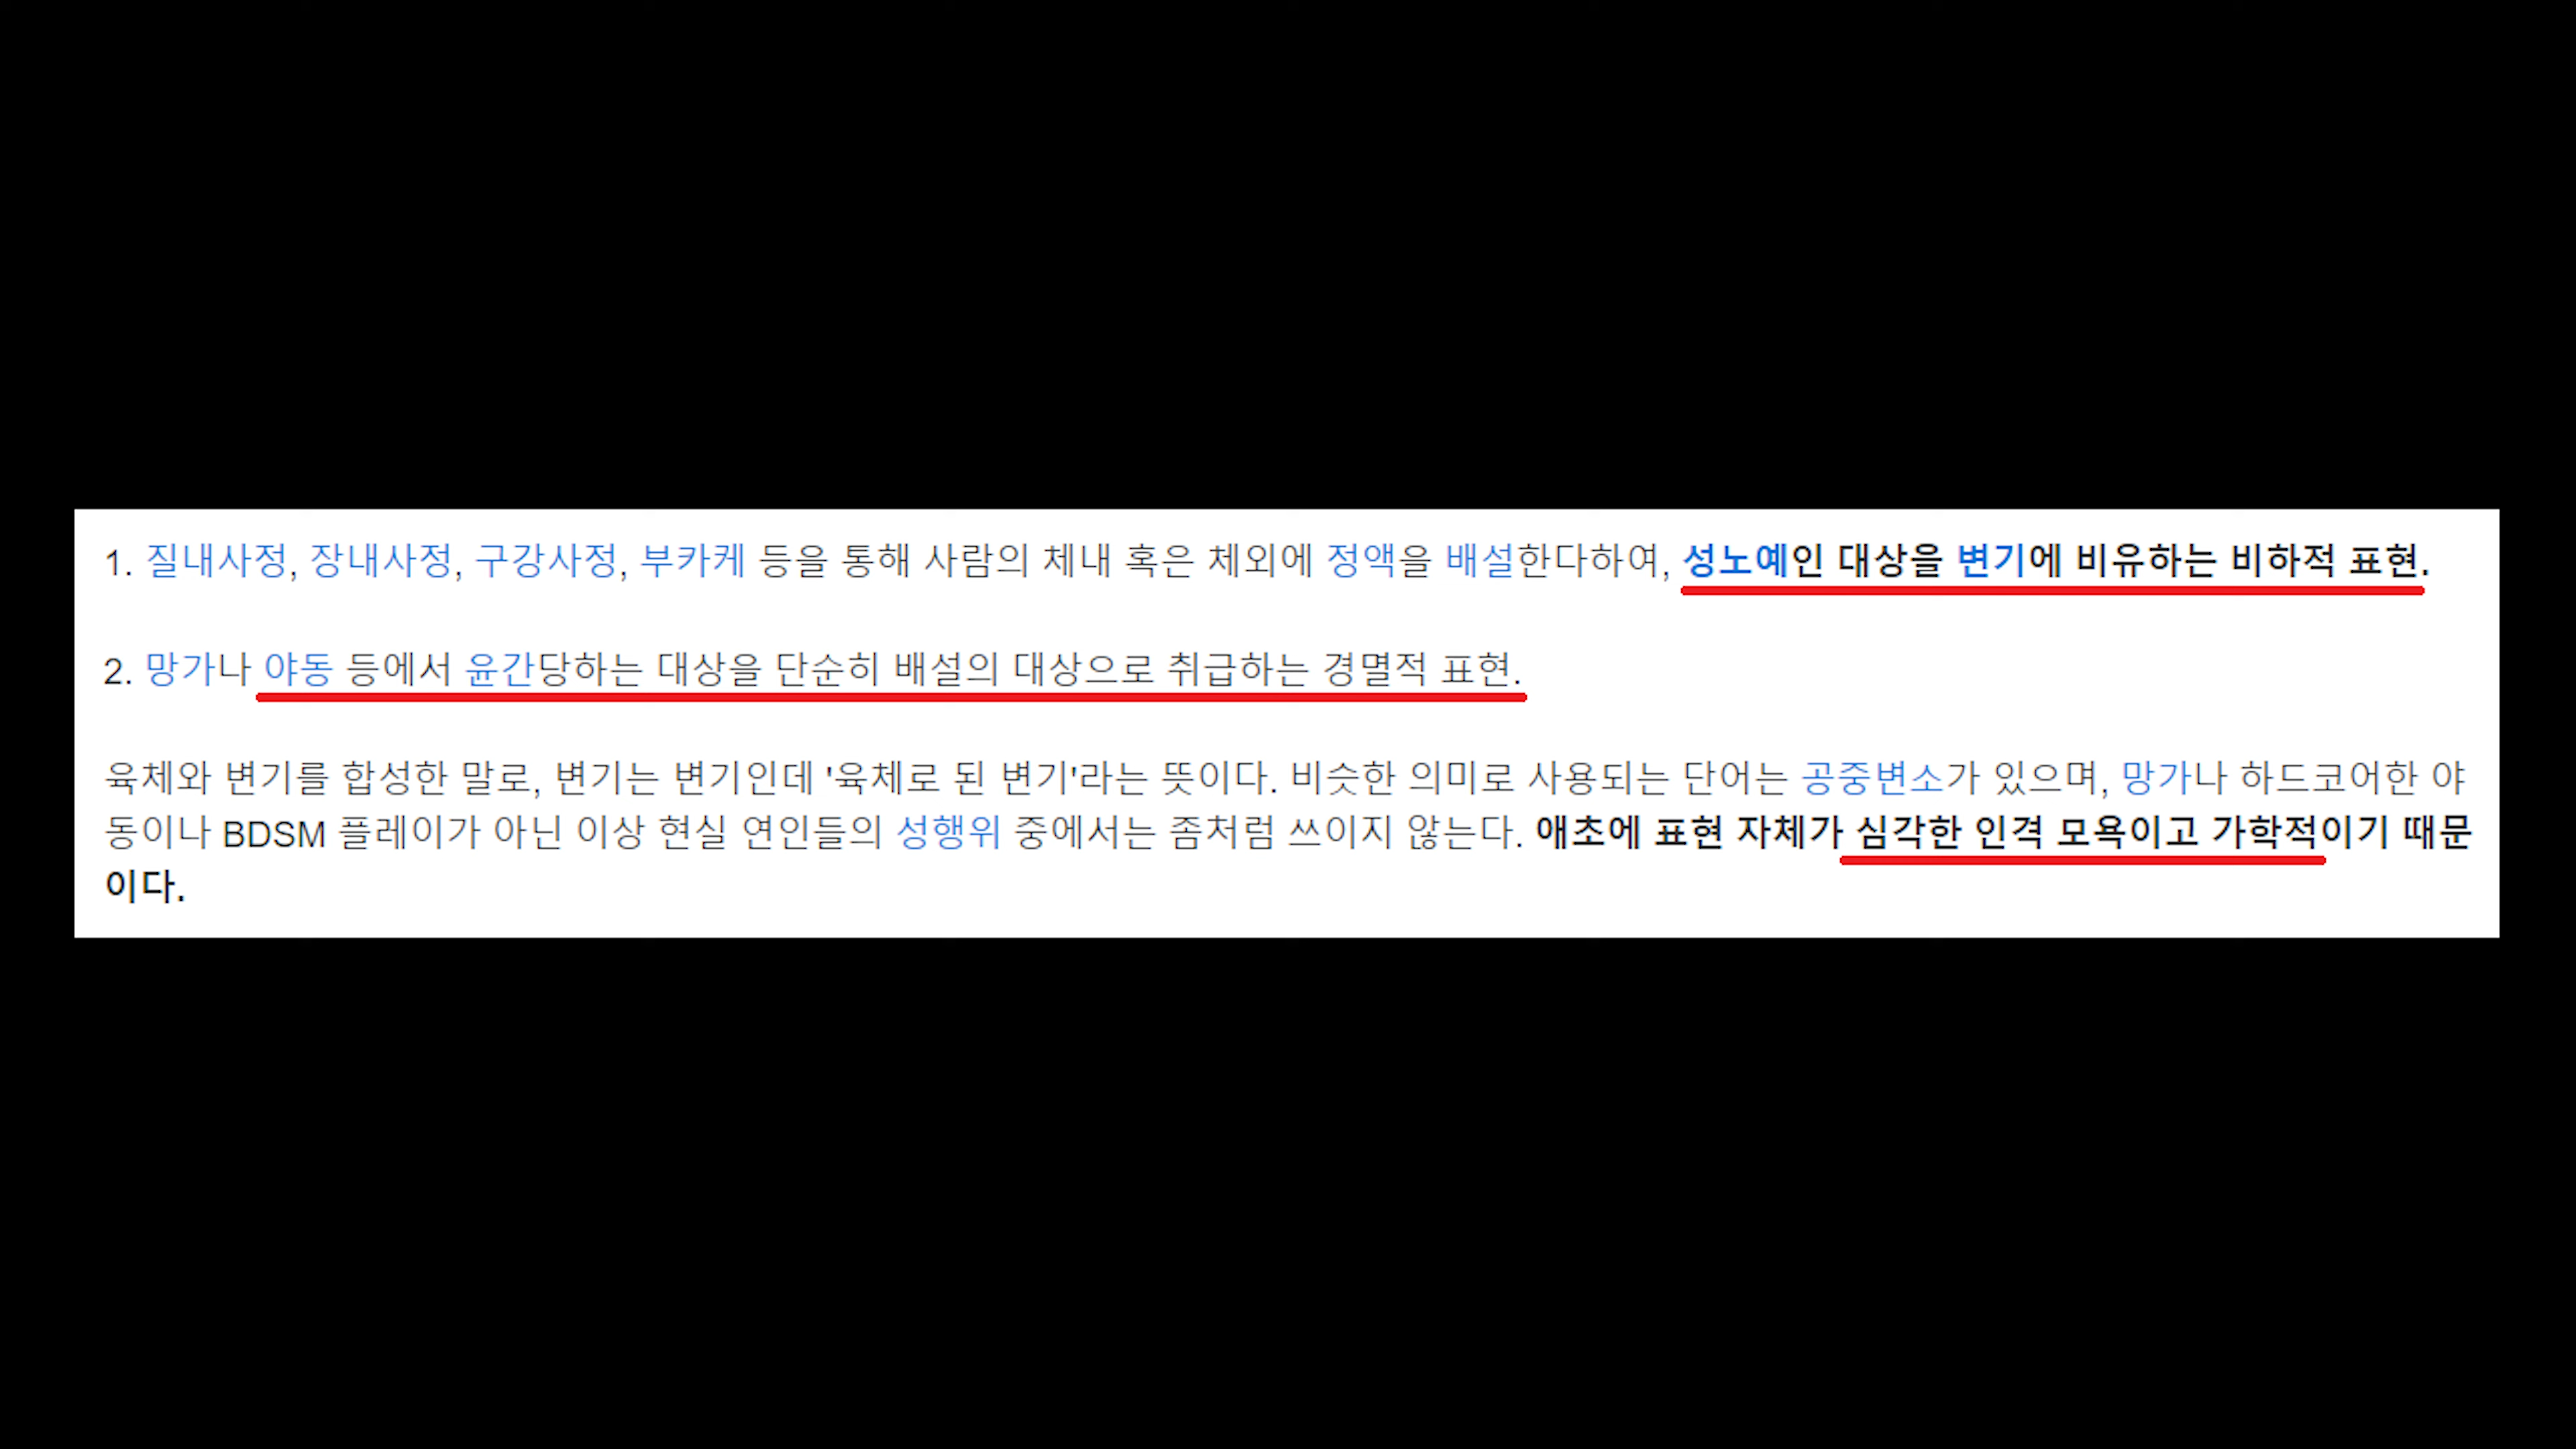 1. 질내사정, 장내사정, 구강사정, 부카케 등을 통해 사람의 체내 혹은 체외에 정액을 배설한다하여, 성노예인 대상을 변기에 비유하는 비하적 표현.
2. 망가나 야동 등에서 윤간당하는 대상을 단순히 배설의 대상으로 취급하는 경멸적 표현.
육체와 변기를 합성한 말로, 변기는 변기인데 '육체로 된 변기'라는 뜻이다. 비슷한 의미로 사용되는 단어는 공중변소가 있으며, 망가나 하드코어한 야
동이나 BDSM 플레이가 아닌 이상 현실 연인들의 성행위 중에서는 좀처럼 쓰이지 않는다. 애초에 표현 자체가 심각한 인격 모욕이고 가학적이기 때문
이다.